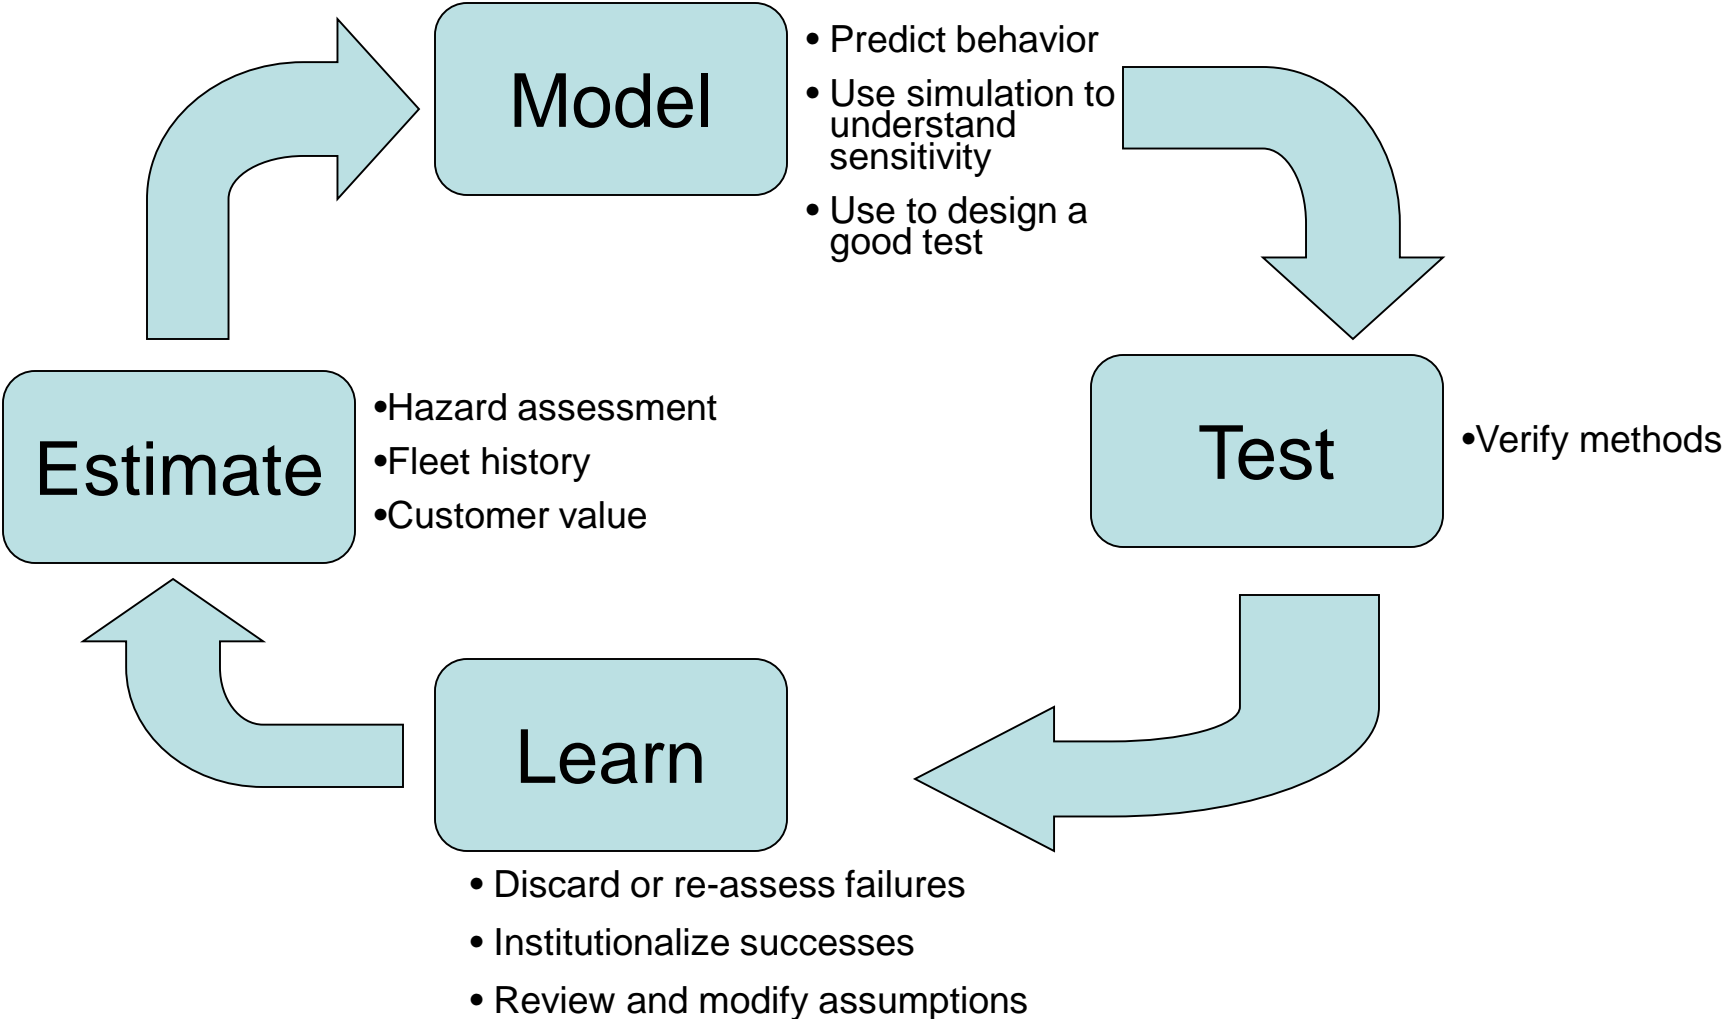 Model
• Predict behavior
• Use simulation to
understand
sensitivity
• Use to design a
good test
Estimate
•Hazard assessment
•Fleet history
•Customer value
Test
•Verify methods
Learn
• Discard or re-assess failures
• Institutionalize successes
• Review and modify assumptions